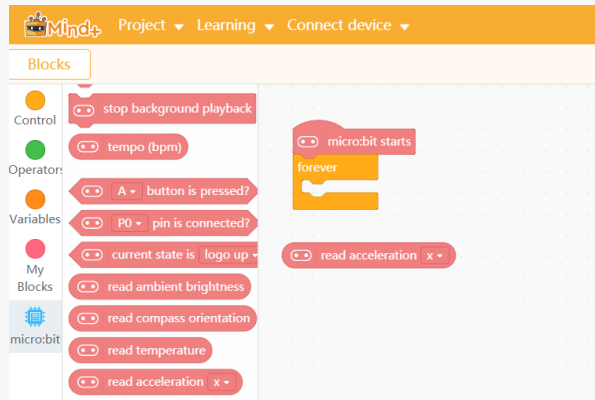 Mind+ Project Learning Connect device
Blocks
Control
Operators
Variables
My
Blocks
micro:bit
stop background playback
tempo (bpm)
A button is pressed?
P0 pin is connected?
current state is logo up
read ambient brightness
read compass orientation
read temperature
read acceleration x
micro:bit starts
forever
read acceleration x